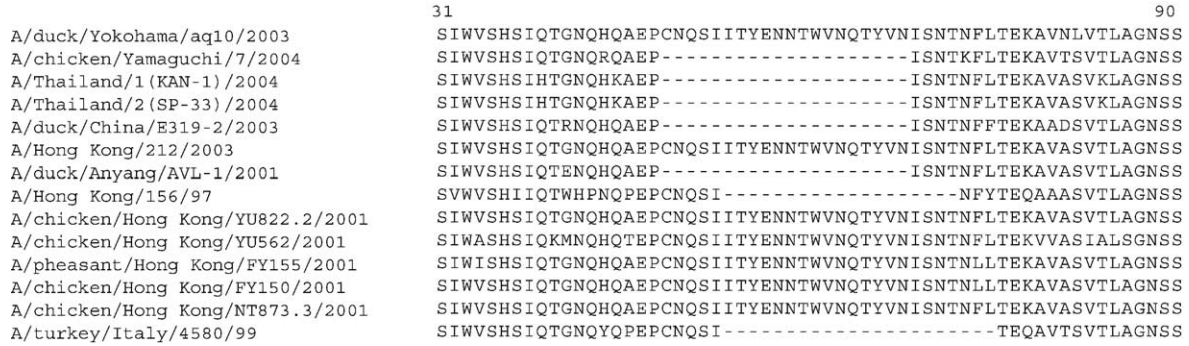 31 90
A/duck/Yokohama/aq10/2003 SIWVSHSIQTGNQHQAEPCNQSIITYENNTWVNQTYVNISNTNFLTEKAVNLVTLAGNSS
A/chicken/Yamaguchi/7/2004 SIWVSHSIQTGNQRQAEP--------------------ISNTKFLTEKAVTSVTLAGNSS
A/Thailand/1(KAN-1)/2004 SIWVSHSIHTGNQHKAEP--------------------ISNTNFLTEKAVASVKLAGNSS
A/Thailand/2(SP-33)/2004 SIWVSHSIHTGNQHKAEP--------------------ISNTNFLTEKAVASVKLAGNSS
A/duck/China/E319-2/2003 SIWVSHSIQTRNQHQAEP--------------------ISNTNFFTEKAADSVTLAGNSS
A/Hong Kong/212/2003 SIWVSHSIQTGNQHQAEPCNQSIITYENNTWVNQTYVNISNTNFLTEKAVASVTLAGNSS
A/duck/Anyang/AVL-1/2001 SIWVSHSIQTENQHQAEP--------------------ISNTNFLTEKAVASVTLAGNSS
A/Hong Kong/156/97 SVWVSHIIQTWHPNQPEPCNQSI-------------------NFYTEQAAASVTLAGNSS
A/chicken/Hong Kong/YU822.2/2001 SIWVSHSIQTGNQHQAEPCNQSIITYENNTWVNQTYVNISNTNFLTEKAVASVTLAGNSS
A/chicken/Hong Kong/YU562/2001 SIWASHSIQKMNQHQTEPCNQSIITYENNTWVNQTYVNISNTNFLTEKVVASIALSGNSS
A/pheasant/Hong Kong/FY155/2001 SIWISHSIQTGNQHQAEPCNQSIITYENNTWVNQTYVNISNTNLLTEKAVASVTLAGNSS
A/chicken/Hong Kong/FY150/2001 SIWVSHSIQTGNQHQAEPCNQSIITYENNTWVNQTYVNISNTNLLTEKAVASVTLAGNSS
A/chicken/Hong Kong/NT873.3/2001 SIWVSHSIQTGNQHQAEPCNQSIITYENNTWVNQTYVNISNTNFLTEKAVASVTLAGNSS
A/turkey/Italy/4580/99 SIWVSHSIQTGNQYQPEPCNQSI----------------------TEQAVTSVTLAGNSS